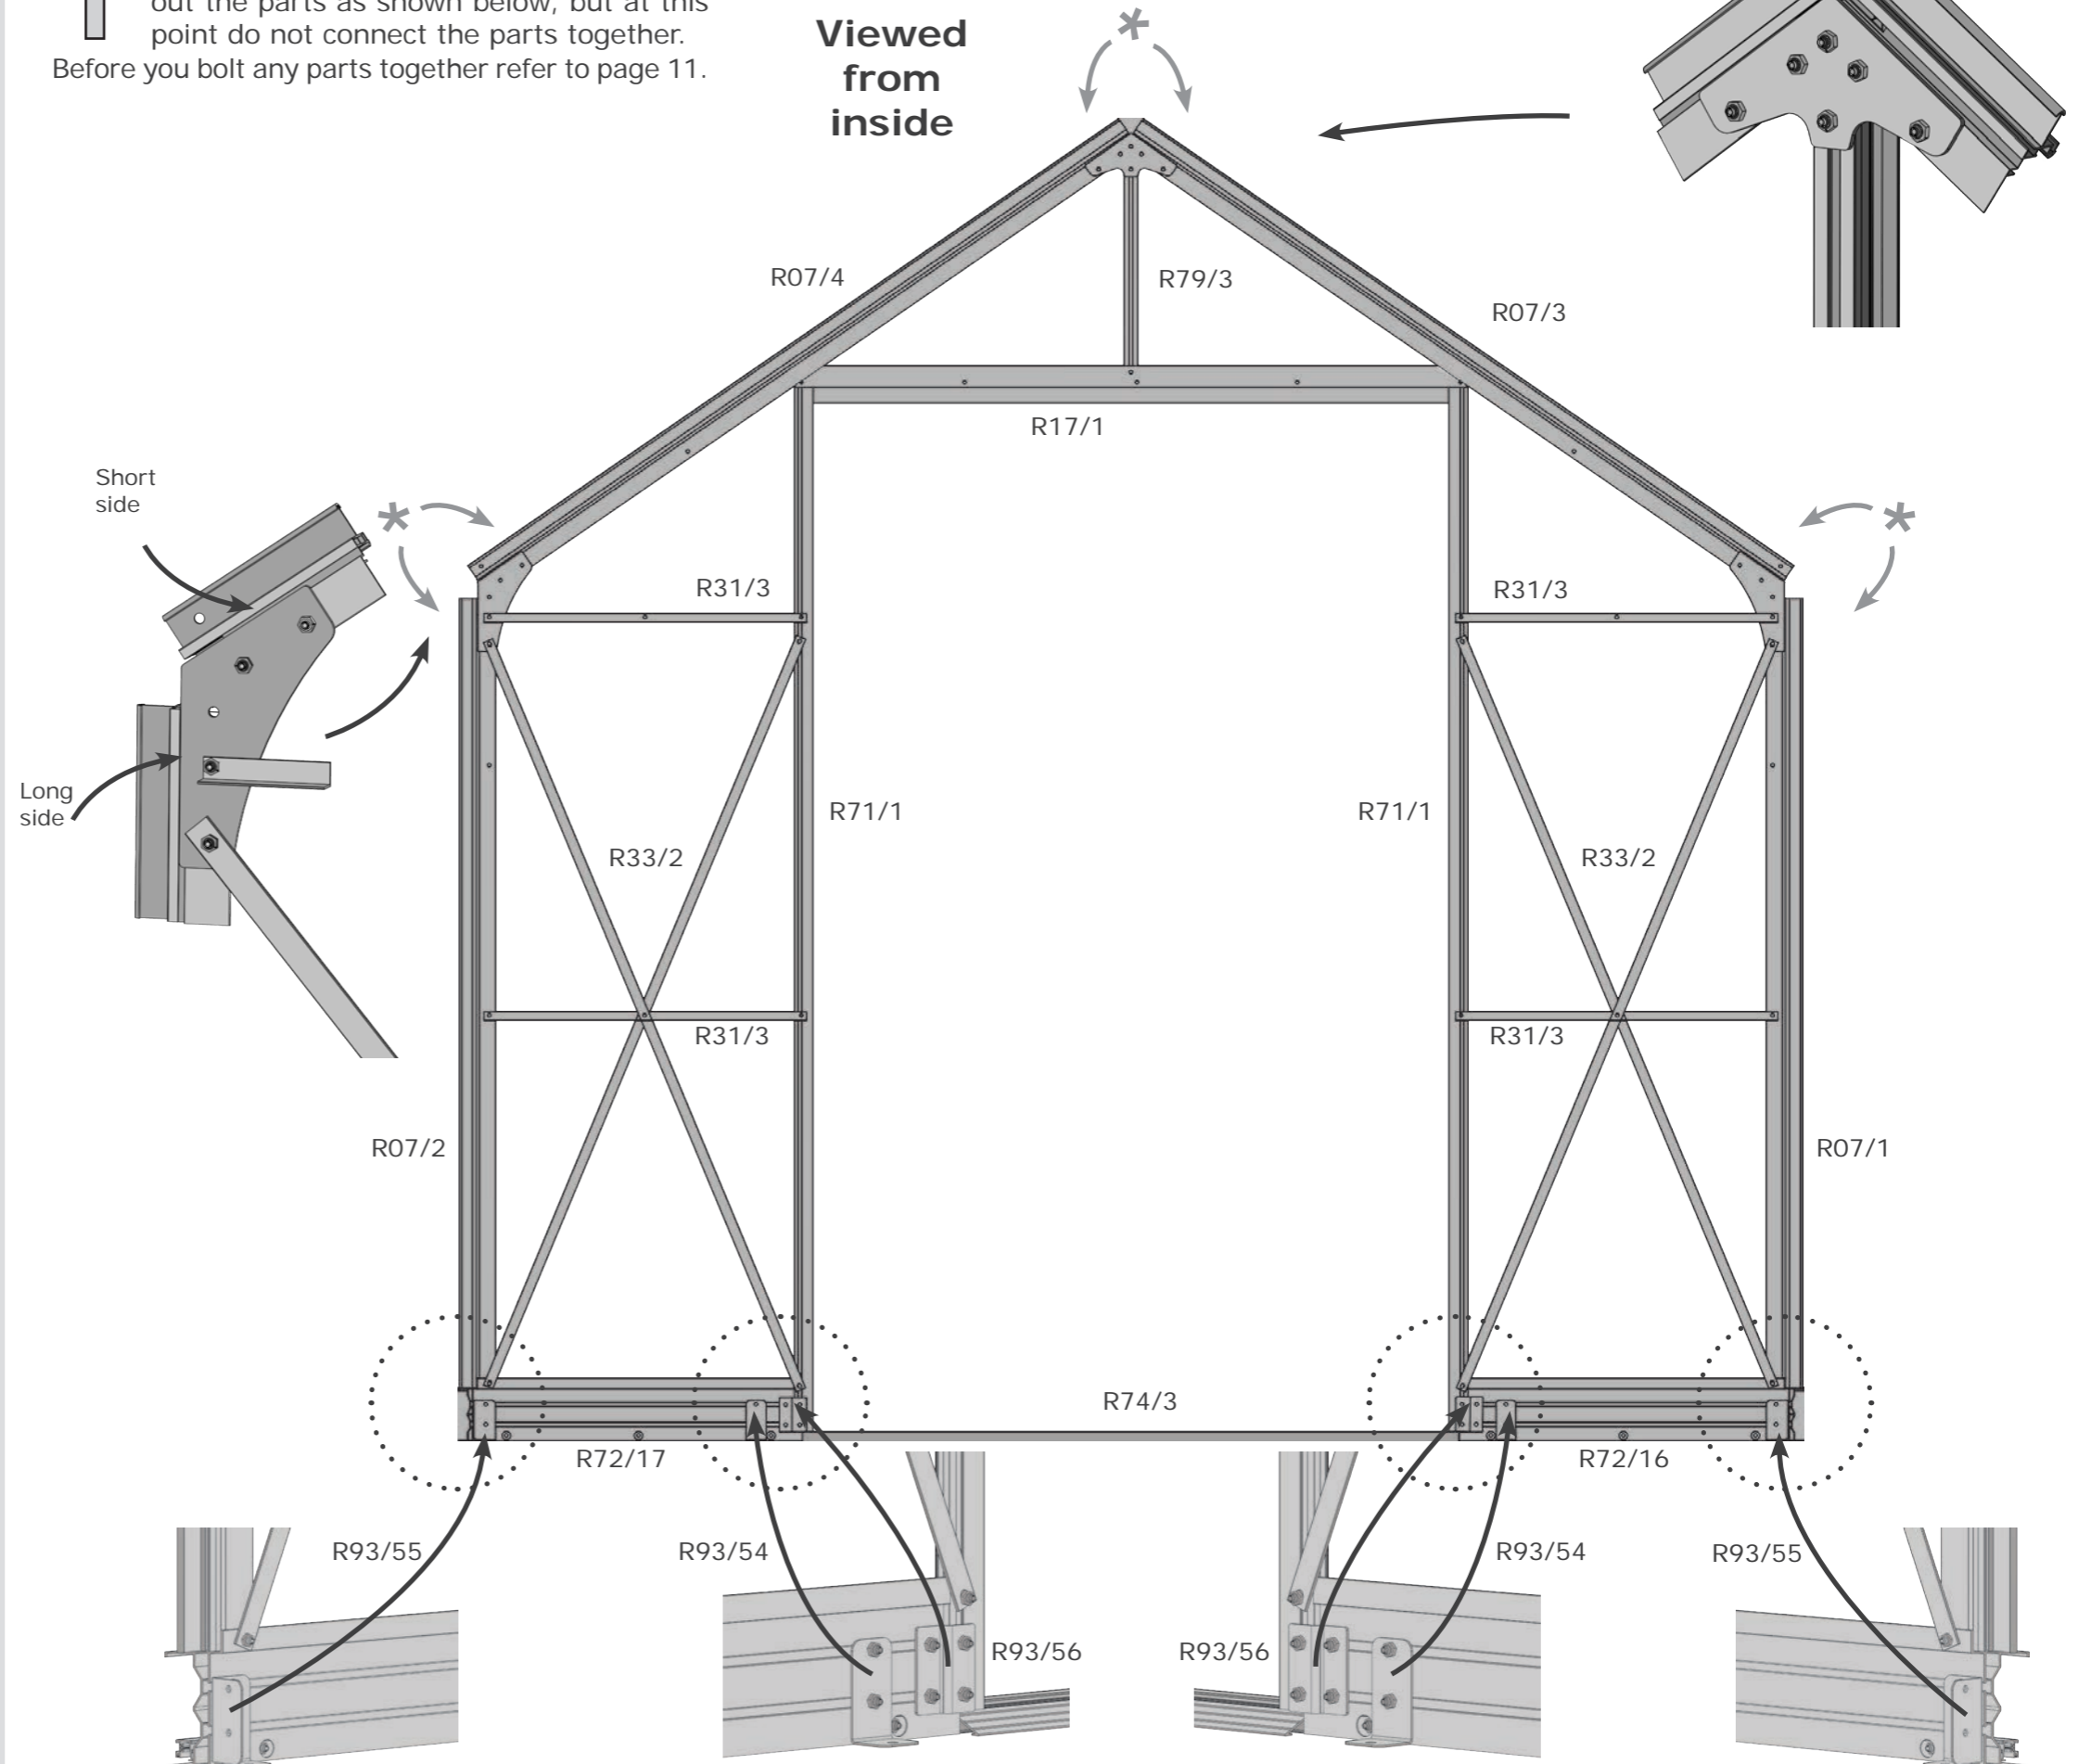 out the parts as shown below, but at this
point do not connect the parts together.
Before you bolt any parts together refer to page 11.
Viewed
from
inside
*
R07/4
R79/3
R07/3
R17/1
Short
side
*
*
R31/3
R31/3
Long
side
R71/1
R71/1
R33/2
R33/2
R31/3
R31/3
R07/2
R07/1
R74/3
R72/17
R72/16
R93/55
R93/54
R93/54
R93/55
R93/56
R93/56